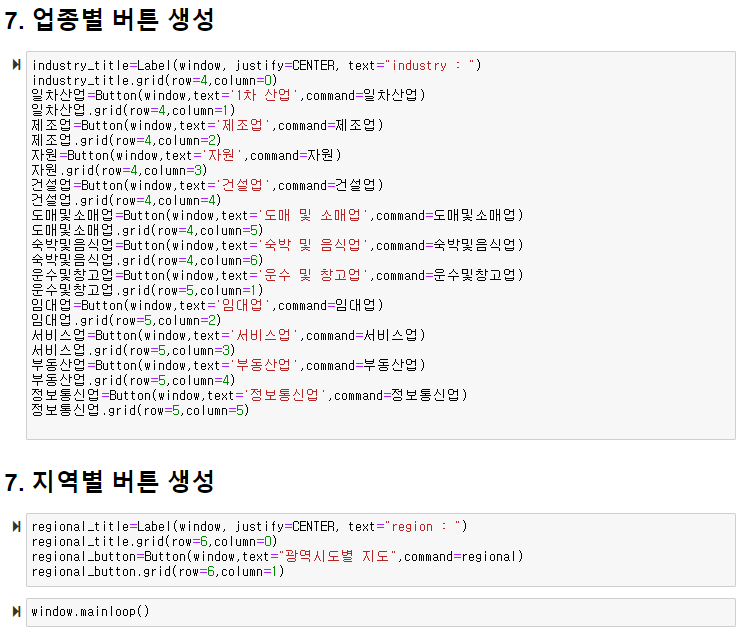 7. 업종별 버튼 생성
industry_title=Label(window, justify=CENTER, text="industry : ")
industry_title.grid(row=4,column=0)
일차산업=Button(window,text='1차 산업',command=일차산업)
일차산업.grid(row=4,column=1)
제조업=Button(window,text='제조업',command=제조업)
제조업.grid(row=4,column=2)
자원=Button(window,text='자원',command=자원)
자원.grid(row=4,column=3)
건설업=Button(window,text='건설업',command=건설업)
건설업.grid(row=4,column=4)
도매및소매업=Button(window,text='도매 및 소매업',command=도매및소매업)
도매및소매업.grid(row=4,column=5)
숙박및음식업=Button(window,text='숙박 및 음식업',command=숙박및음식업)
숙박및음식업.grid(row=4,column=6)
운수및창고업=Button(window,text='운수 및 창고업',command=운수및창고업)
운수및창고업.grid(row=5,column=1)
임대업=Button(window,text='임대업',command=임대업)
임대업.grid(row=5,column=2)
서비스업=Button(window,text='서비스업',command=서비스업)
서비스업.grid(row=5,column=3)
부동산업=Button(window,text='부동산업',command=부동산업)
부동산업.grid(row=5,column=4)
정보통신업=Button(window,text='정보통신업',command=정보통신업)
정보통신업.grid(row=5,column=5)
7. 지역별 버튼 생성
regional_title=Label(window, justify=CENTER, text="region : ")
regional_title.grid(row=6,column=0)
regional_button=Button(window,text="광역시도별 지도",command=regional)
regional_button.grid(row=6,column=1)
window.mainloop()